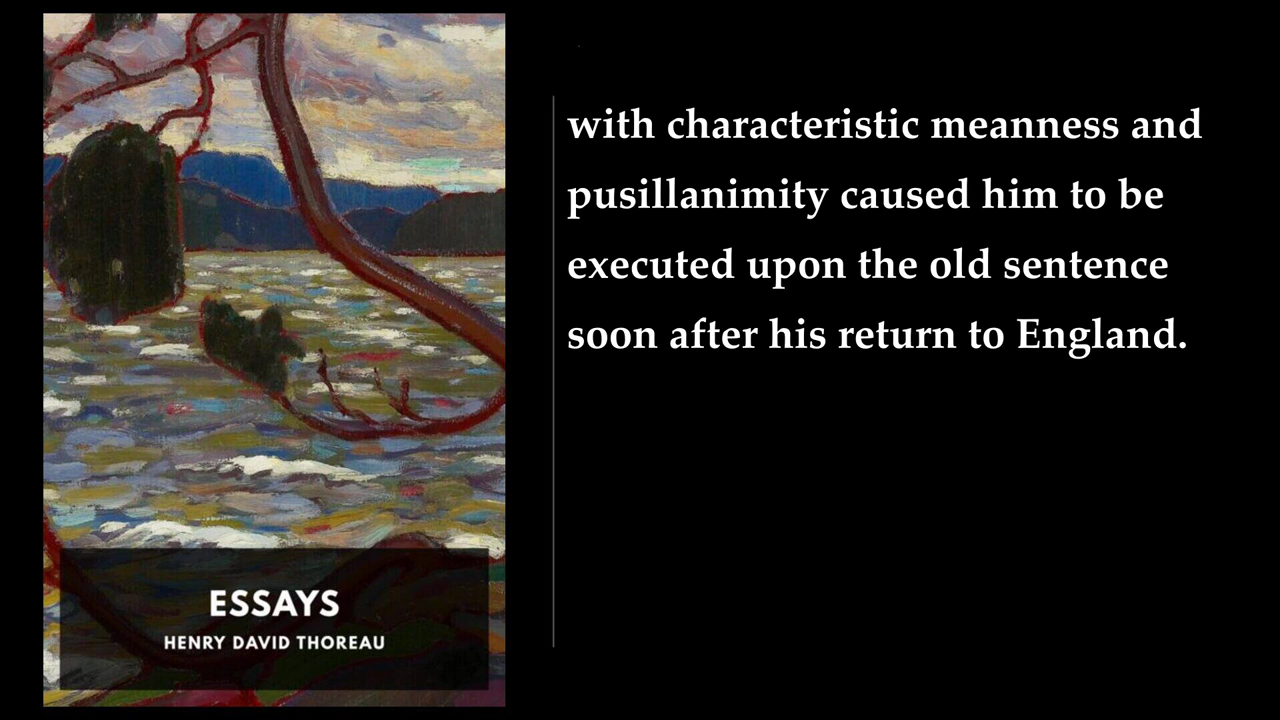 ESSAYS
HENRY DAVID THOREAU
with characteristic meanness and
pusillanimity caused him to be
executed upon the old sentence
soon after his return to England.